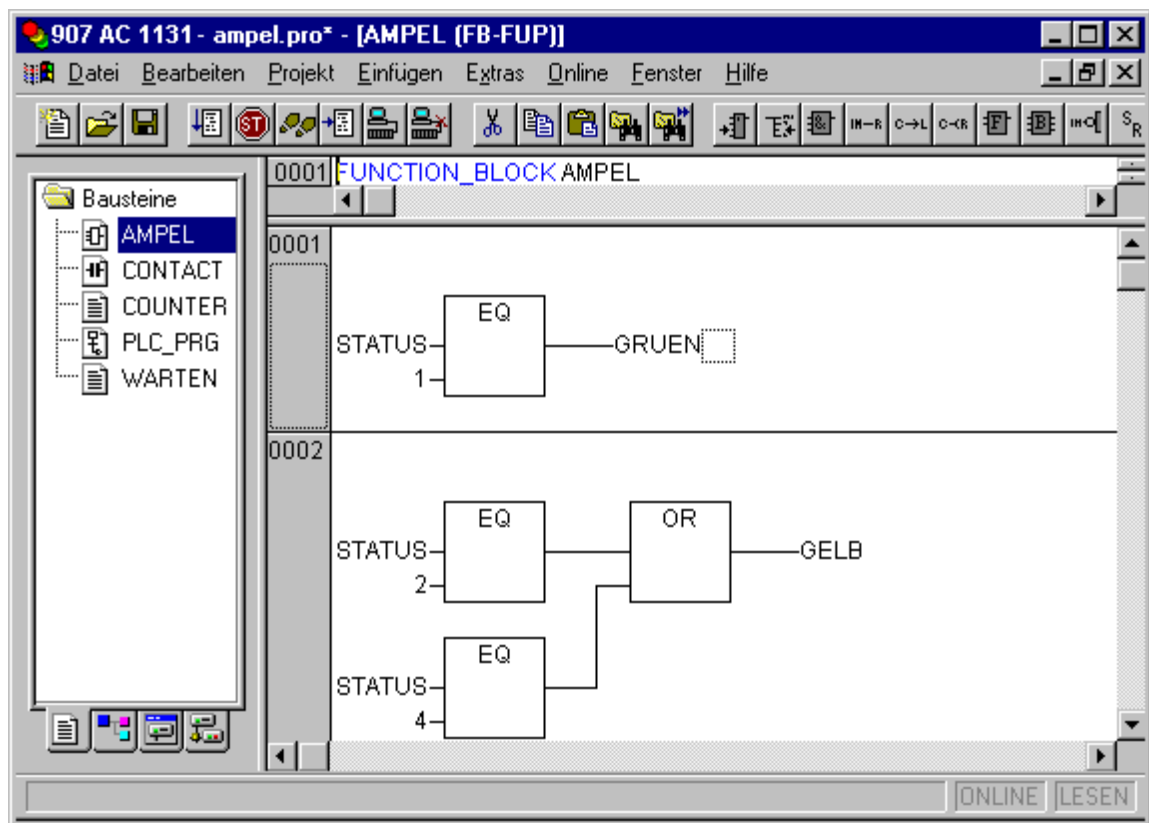 907 AC 1131 - ampel.pro* - [AMPEL (FB-FUP)]
Datei Bearbeiten Projekt Einfügen Extras Online Fenster Hilfe
0001 FUNCTION_BLOCK AMPEL
Bausteine
AMPEL
CONTACT
COUNTER
PLC_PRG
WARTEN
0001
EQ
STATUS
GRUEN
1
0002
EQ
OR
STATUS
GELB
2
EQ
STATUS
4
ONLINE LESEN